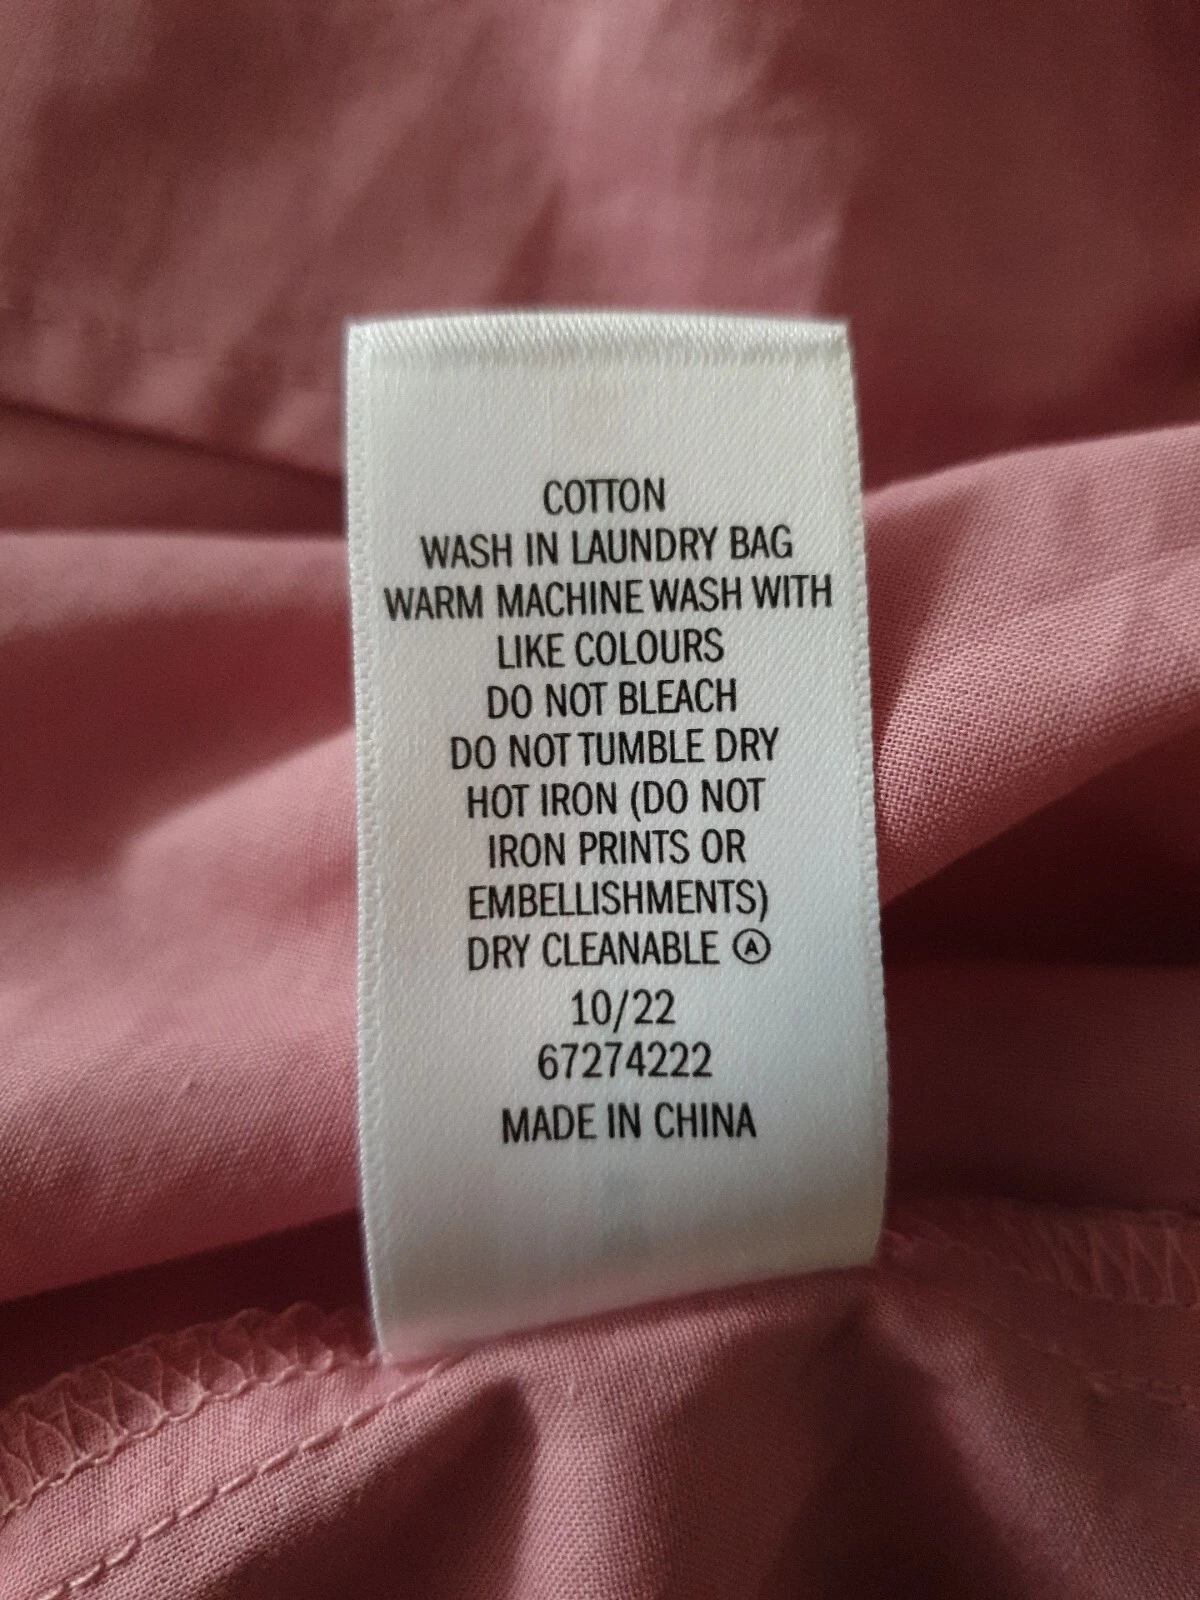 COTTON
WASH IN LAUNDRY BAG
WARM MACHINE WASH WITH
LIKE COLOURS
DO NOT BLEACH
DO NOT TUMBLE DRY
HOT IRON (DO NOT
IRON PRINTS OR
EMBELLISHMENTS)
DRY CLEANABLE Ⓐ
10/22
67274222
MADE IN CHINA